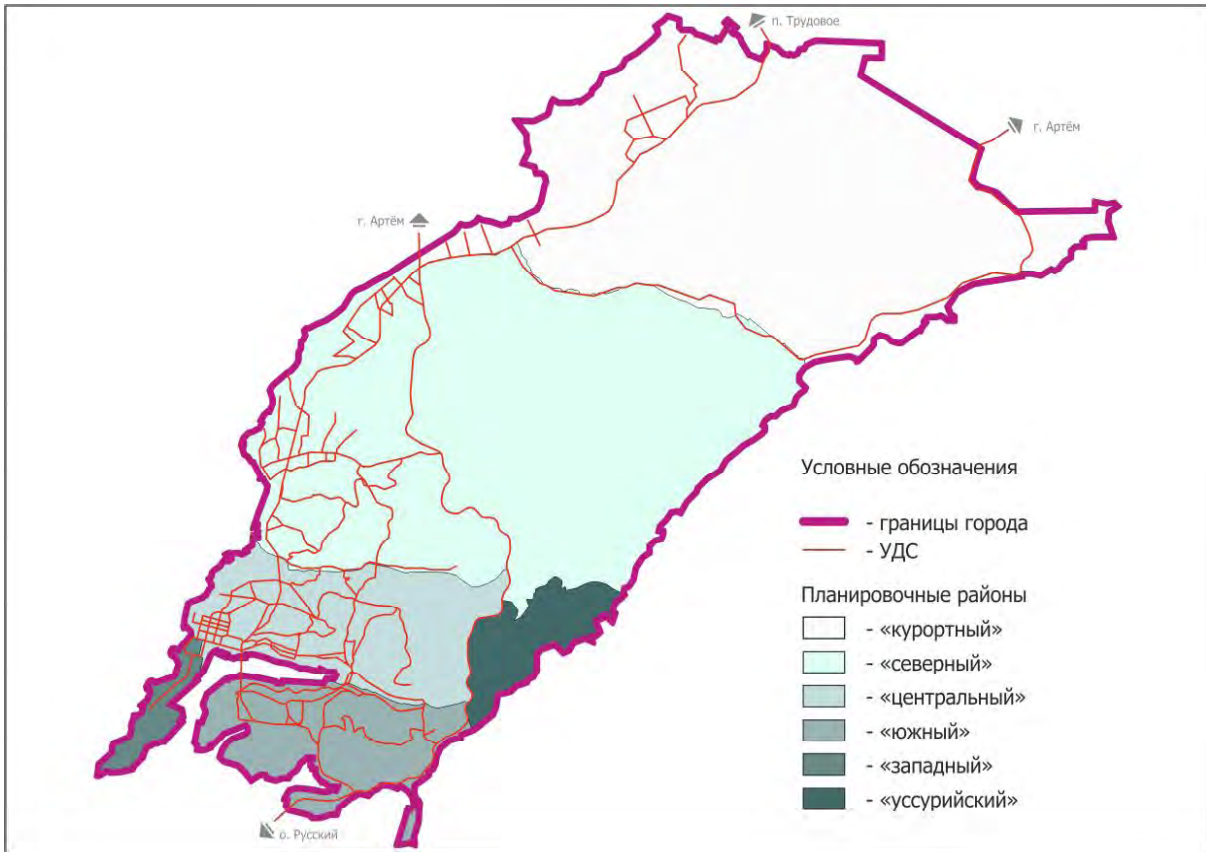 п. Трудовое
г. Артём
г. Артём
Условные обозначения
- границы города
- УДС
Планировочные районы
- «курортный»
- «северный»
- «центральный»
- «южный»
- «западный»
- «уссурийский»
о. Русский